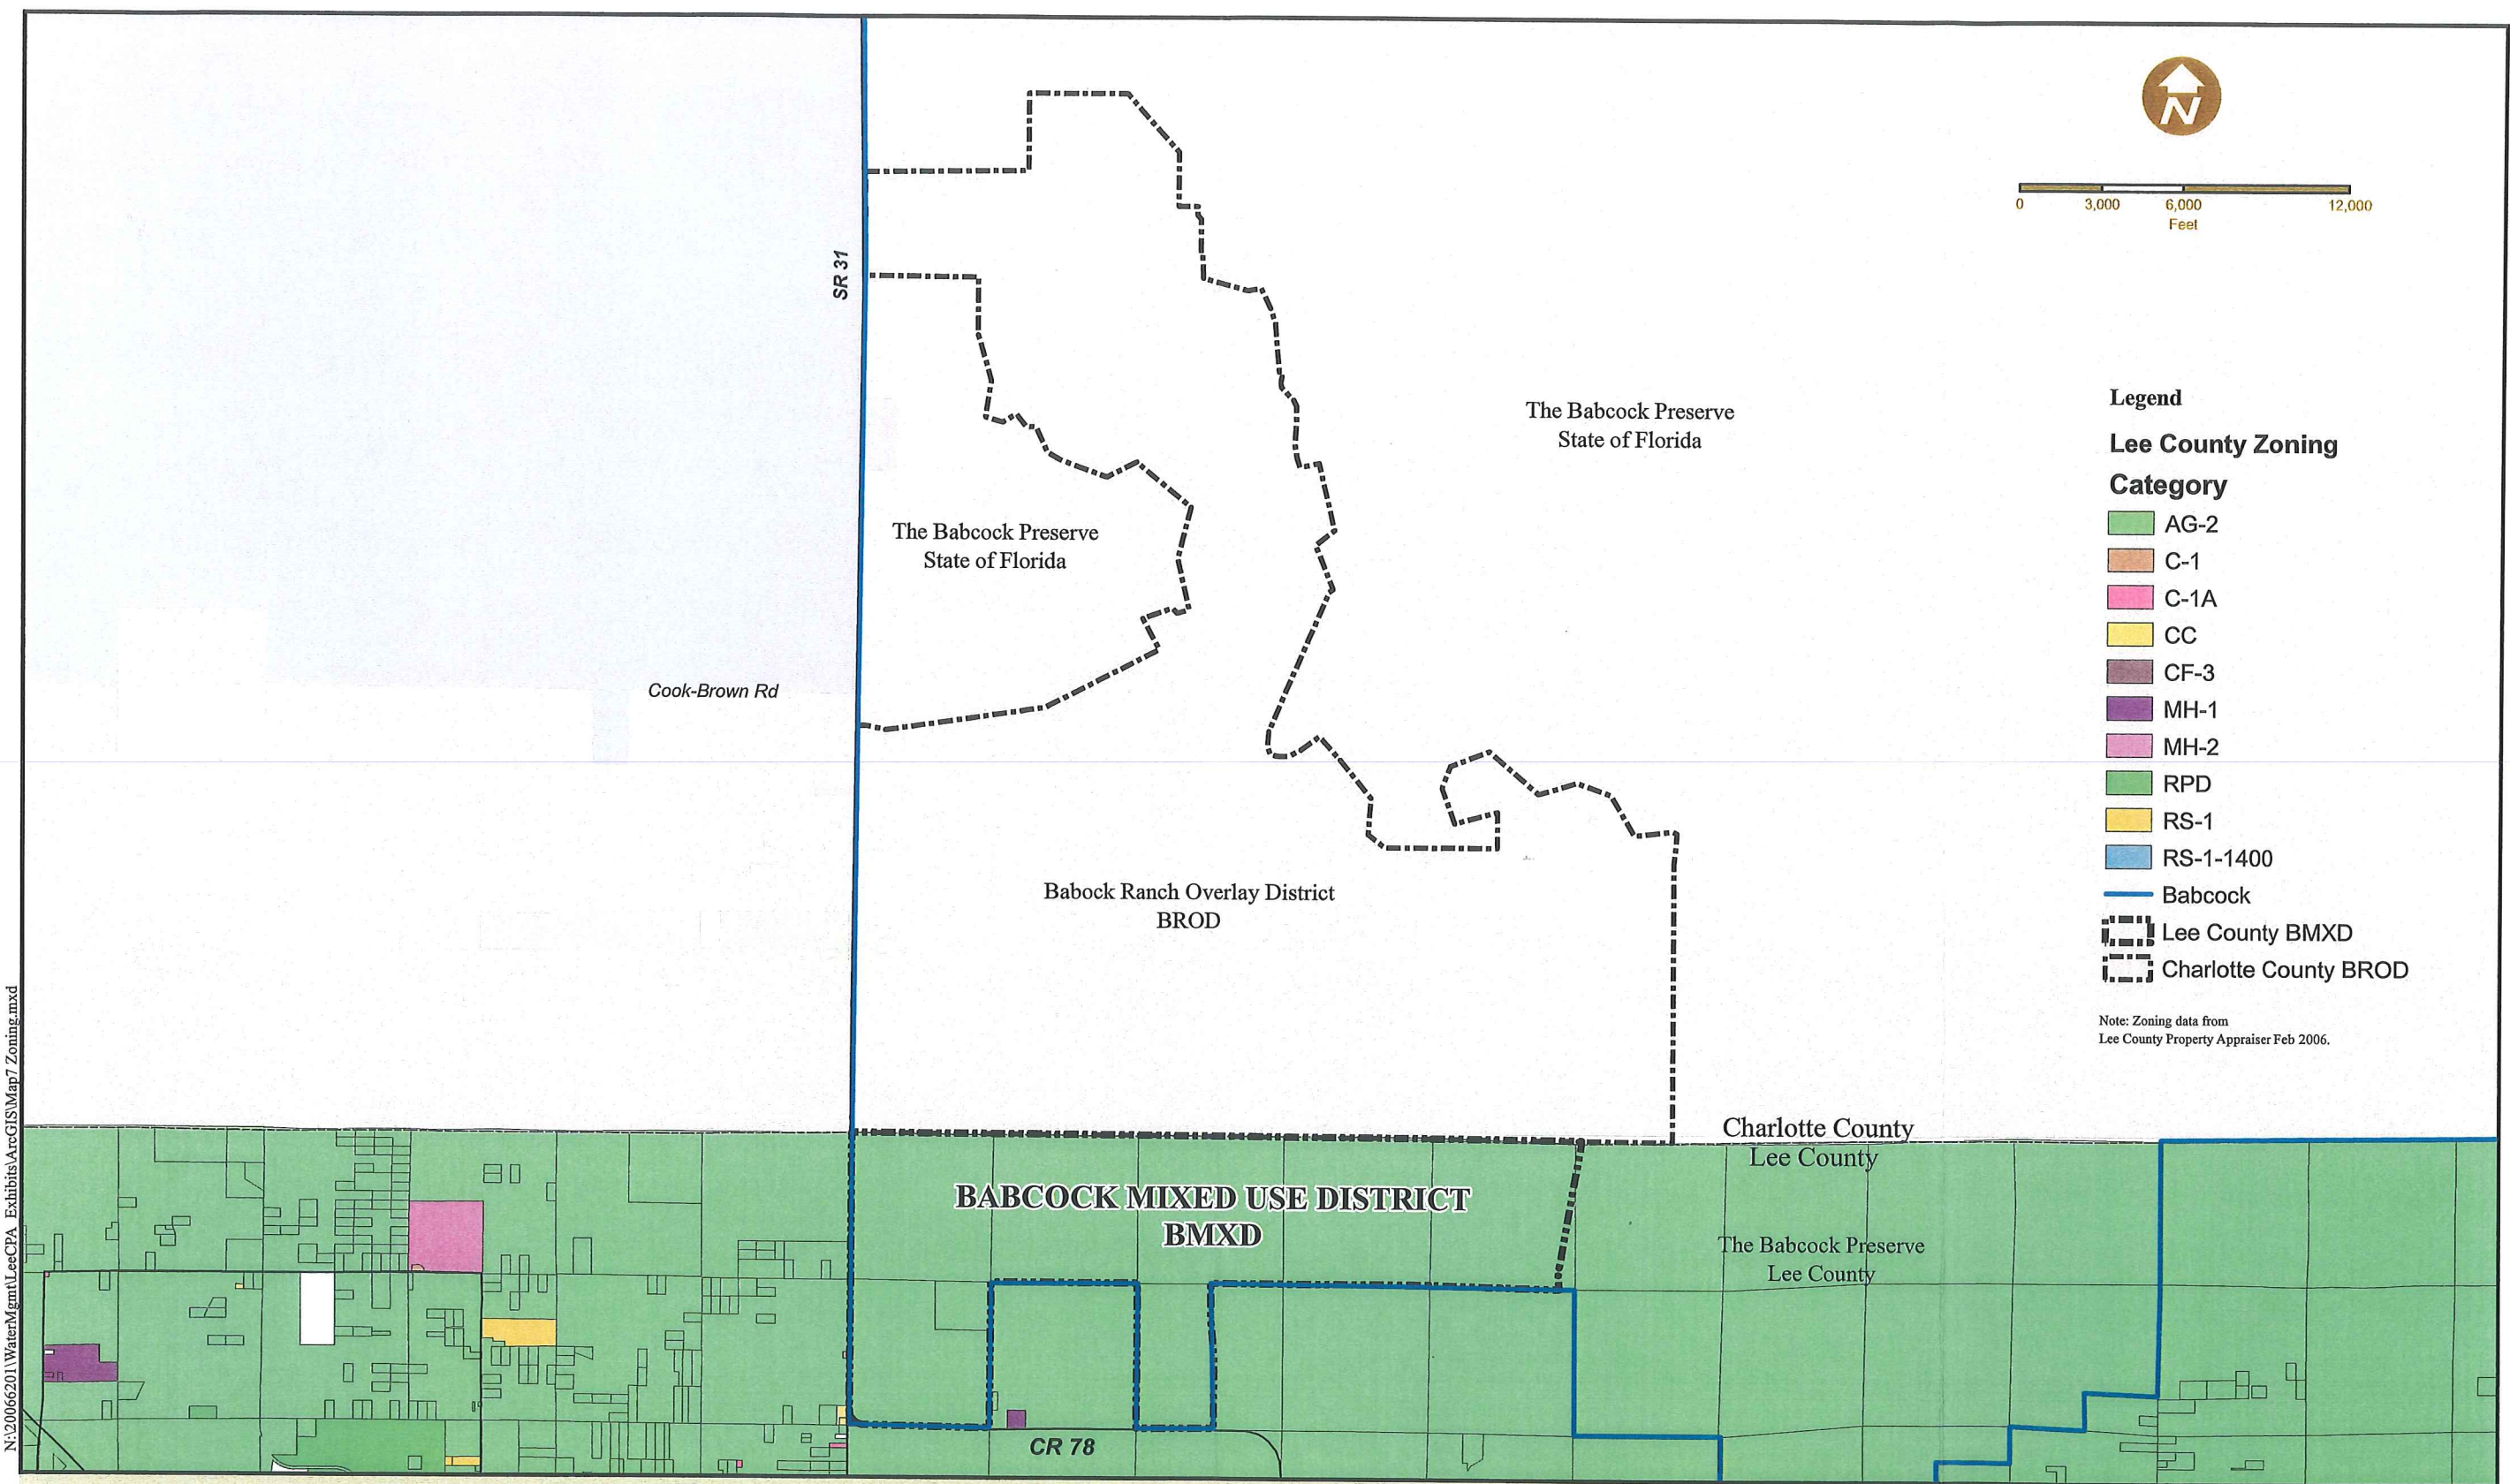 N
0
3,000
6,000
12,000
Feet
SR 31
The Babcock Preserve
State of Florida
The Babcock Preserve
State of Florida
Cook-Brown Rd
Babock Ranch Overlay District
BROD
Legend
Lee County Zoning
Category
AG-2
C-1
C-1A
CC
CF-3
MH-1
MH-2
RPD
RS-1
RS-1-1400
Babcock
Lee County BMXD
Charlotte County BROD
Note: Zoning data from
Lee County Property Appraiser Feb 2006.
Charlotte County
Lee County
BABCOCK MIXED USE DISTRICT
BMXD
The Babcock Preserve
Lee County
CR 78
N:\20066201\WaterMgmt\LeeCPA_Exhibits\ArcGIS\Map7 Zoning.mxd